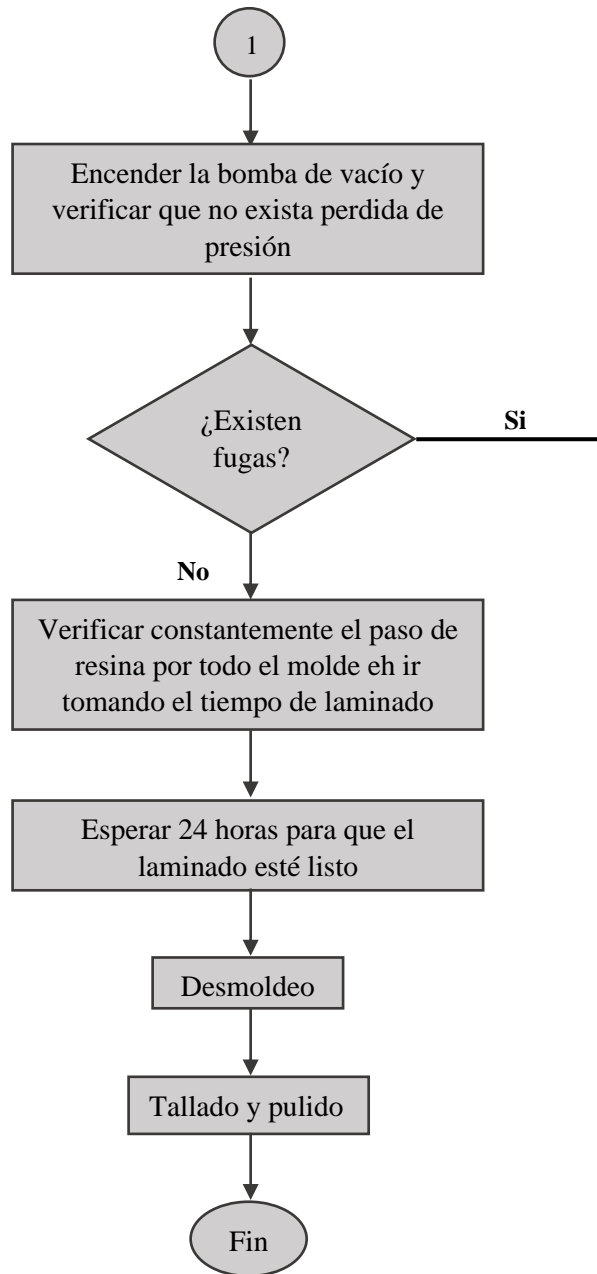 1
Encender la bomba de vacío y
verificar que no exista perdida de
presión
¿Existen
fugas?
Si
No
Verificar constantemente el paso de
resina por todo el molde eh ir
tomando el tiempo de laminado
Esperar 24 horas para que el
laminado esté listo
Desmoldeo
Tallado y pulido
Fin